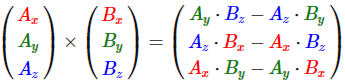 (A_x A_y A_z) × (B_x B_y B_z) = (A_y · B_z − A_z · B_y
A_z · B_x − A_x · B_z
A_x · B_y − A_y · B_x)